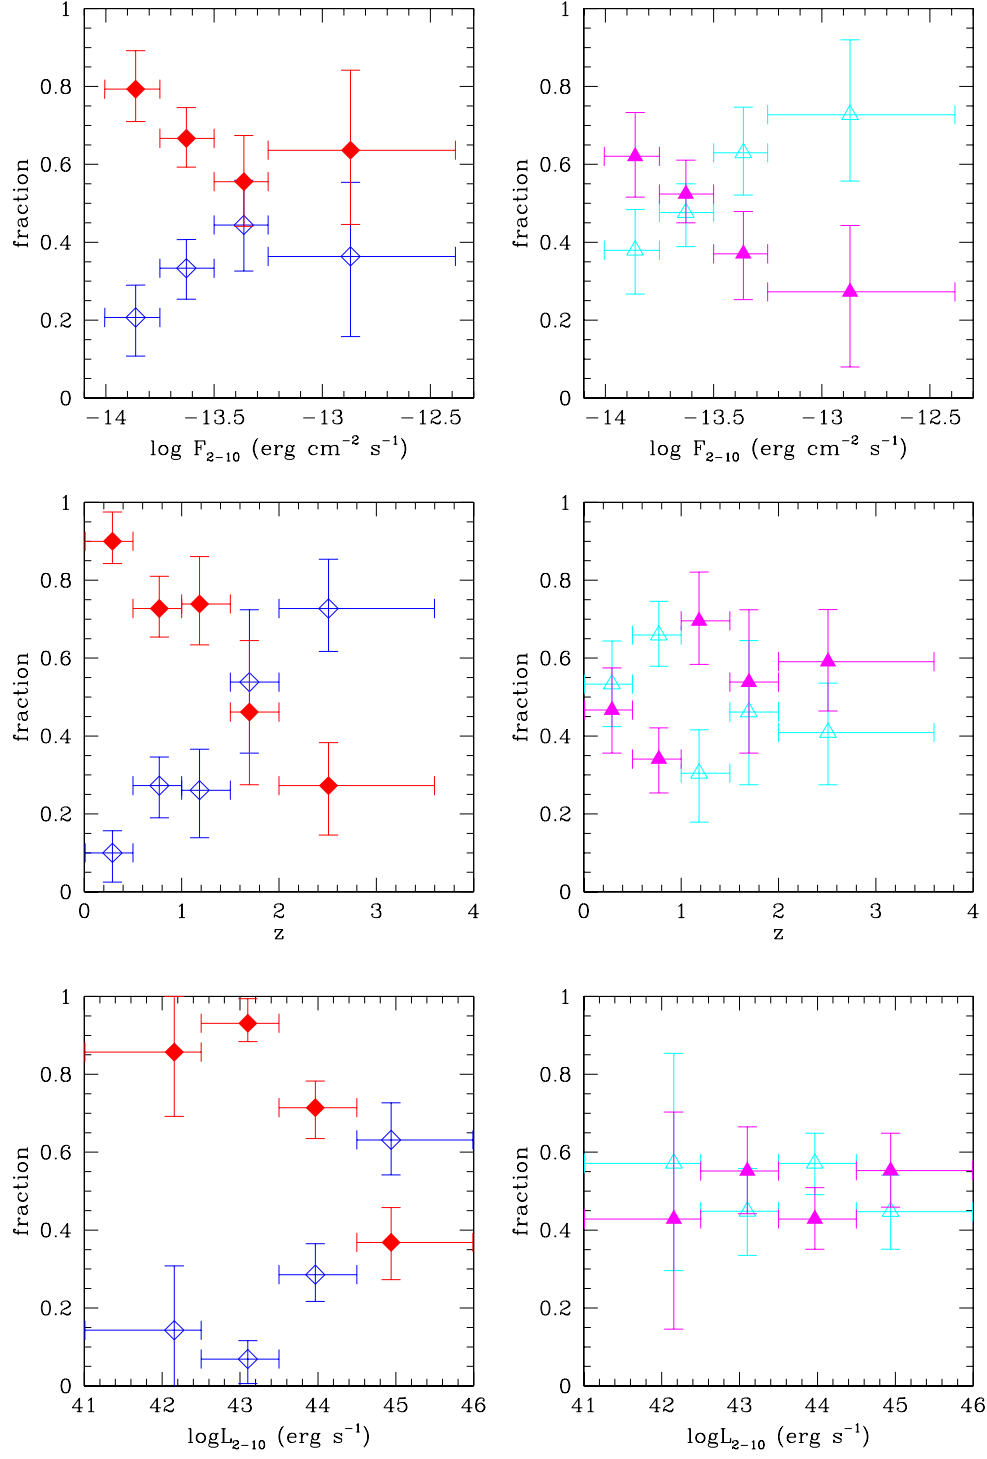 1 1
0.8 0.8
0.6 0.6
fraction fraction
0.4 0.4
0.2 0.2
0 0
−14 −13.5 −13 −12.5 −14 −13.5 −13 −12.5
log F₂₋₁₀ (erg cm⁻² s⁻¹) log F₂₋₁₀ (erg cm⁻² s⁻¹)
1 1
0.8 0.8
0.6 0.6
fraction fraction
0.4 0.4
0.2 0.2
0 0
0 1 2 3 4 0 1 2 3 4
z z
1 1
0.8 0.8
0.6 0.6
fraction fraction
0.4 0.4
0.2 0.2
0 0
41 42 43 44 45 46 41 42 43 44 45 46
logL₂₋₁₀ (erg s⁻¹) logL₂₋₁₀ (erg s⁻¹)